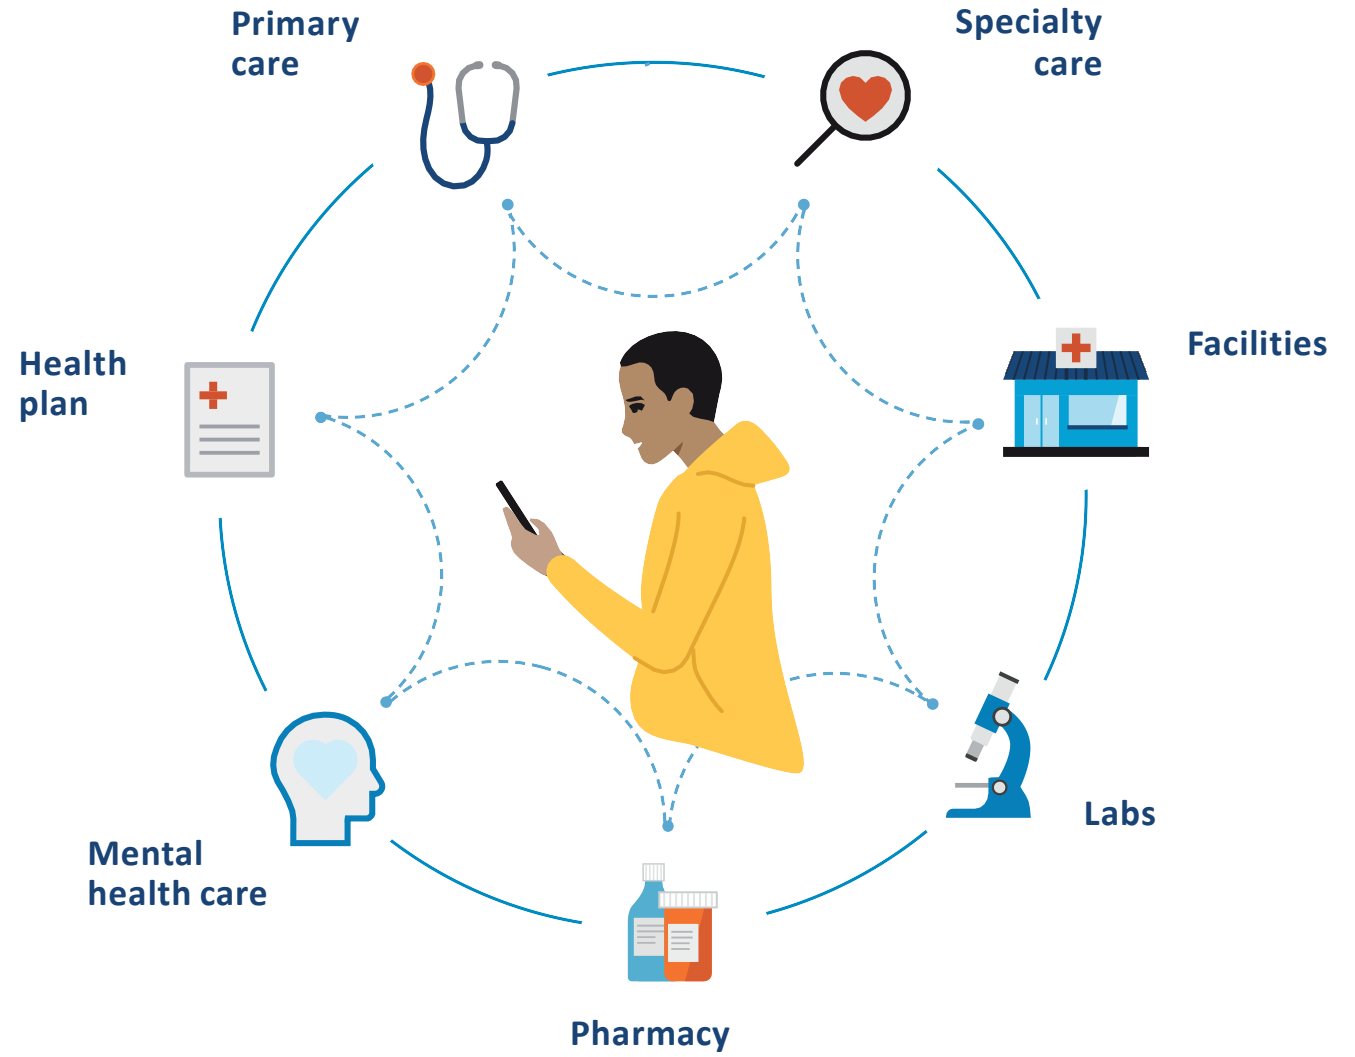 Primary
care
Specialty
care
Health
plan
Facilities
Mental
health care
Labs
Pharmacy